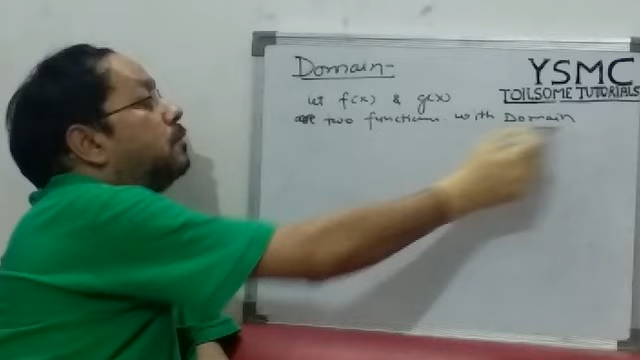 Domain-
YSMC
TOILSOME TUTORIALS
let f(x) & g(x)
are two functions with Domain